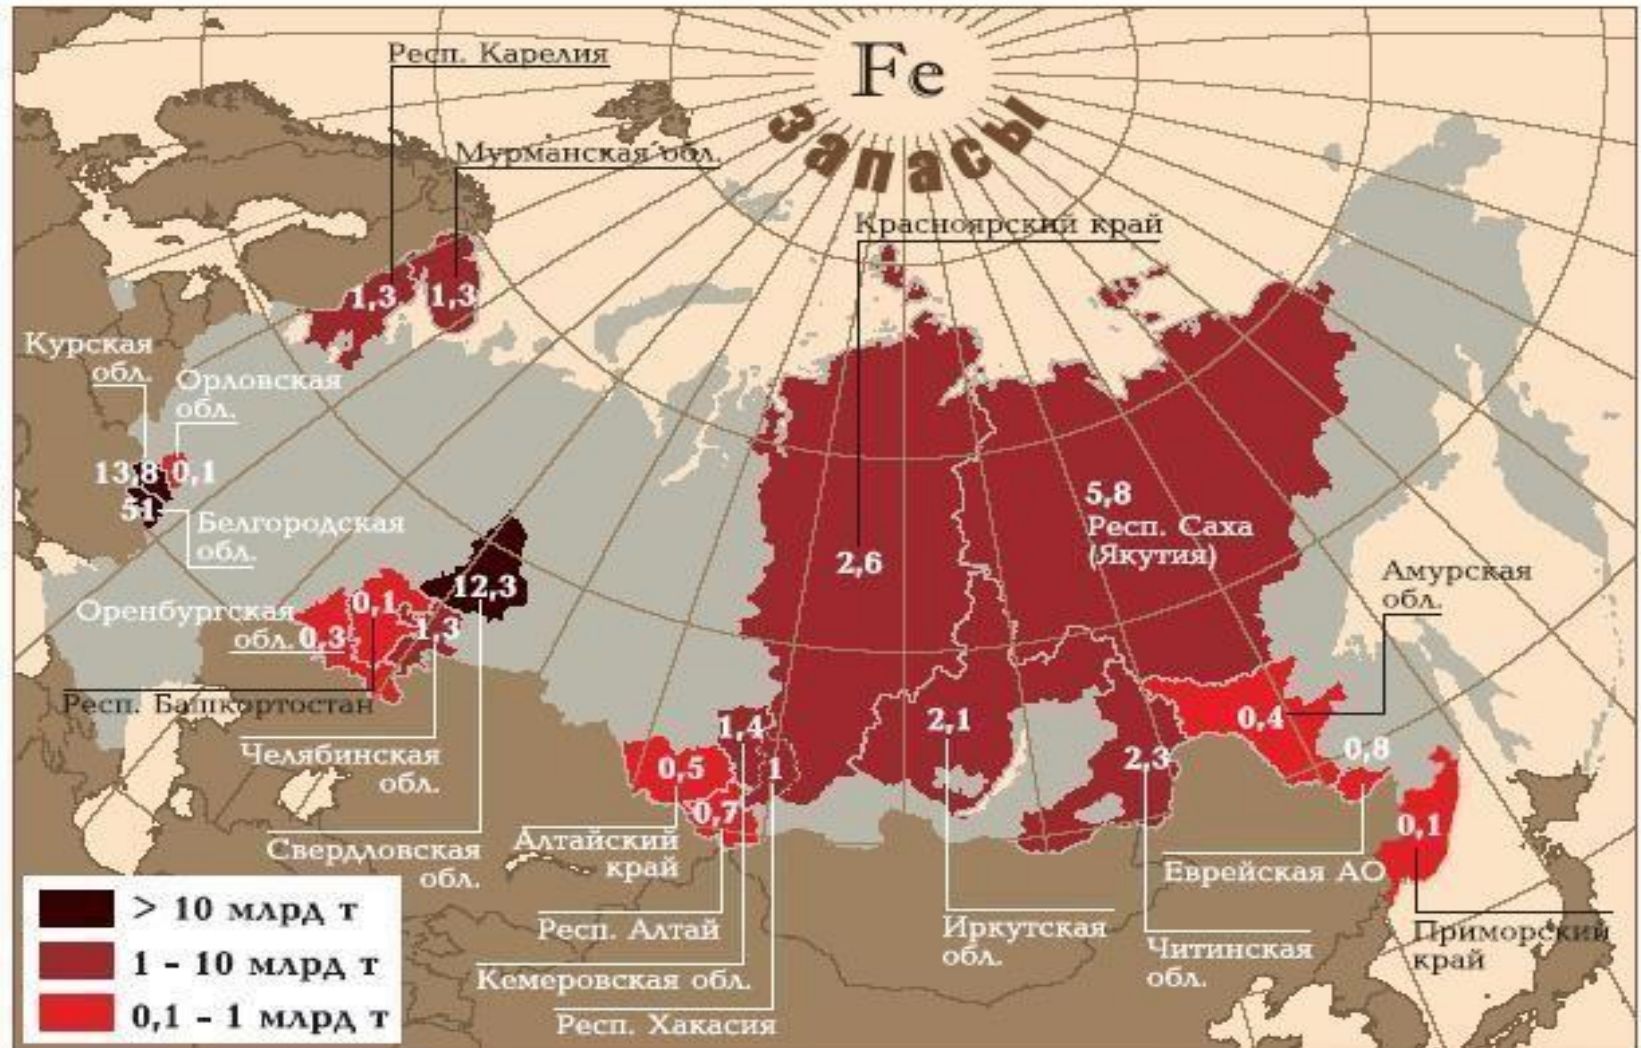 Fe
запасы
Респ. Карелия
Мурманская обл.
Красноярский край
1,3
1,3
Курская
обл.
Орловская
обл.
13,8
0,1
51
Белгородская
обл.
5,8
Респ. Саха
(Якутия)
2,6
12,3
Амурская
обл.
Оренбургская
обл.
0,3
0,1
1,3
Респ. Башкортостан
Челябинская
обл.
Свердловская
обл.
1,4
1
2,1
2,3
0,4
0,8
0,5
0,7
0,1
Алтайский
край
Респ. Алтай
Кемеровская обл.
Респ. Хакасия
Иркутская
обл.
Читинская
обл.
Еврейская АО
Приморский
край
> 10 млрд т
1 - 10 млрд т
0,1 - 1 млрд т